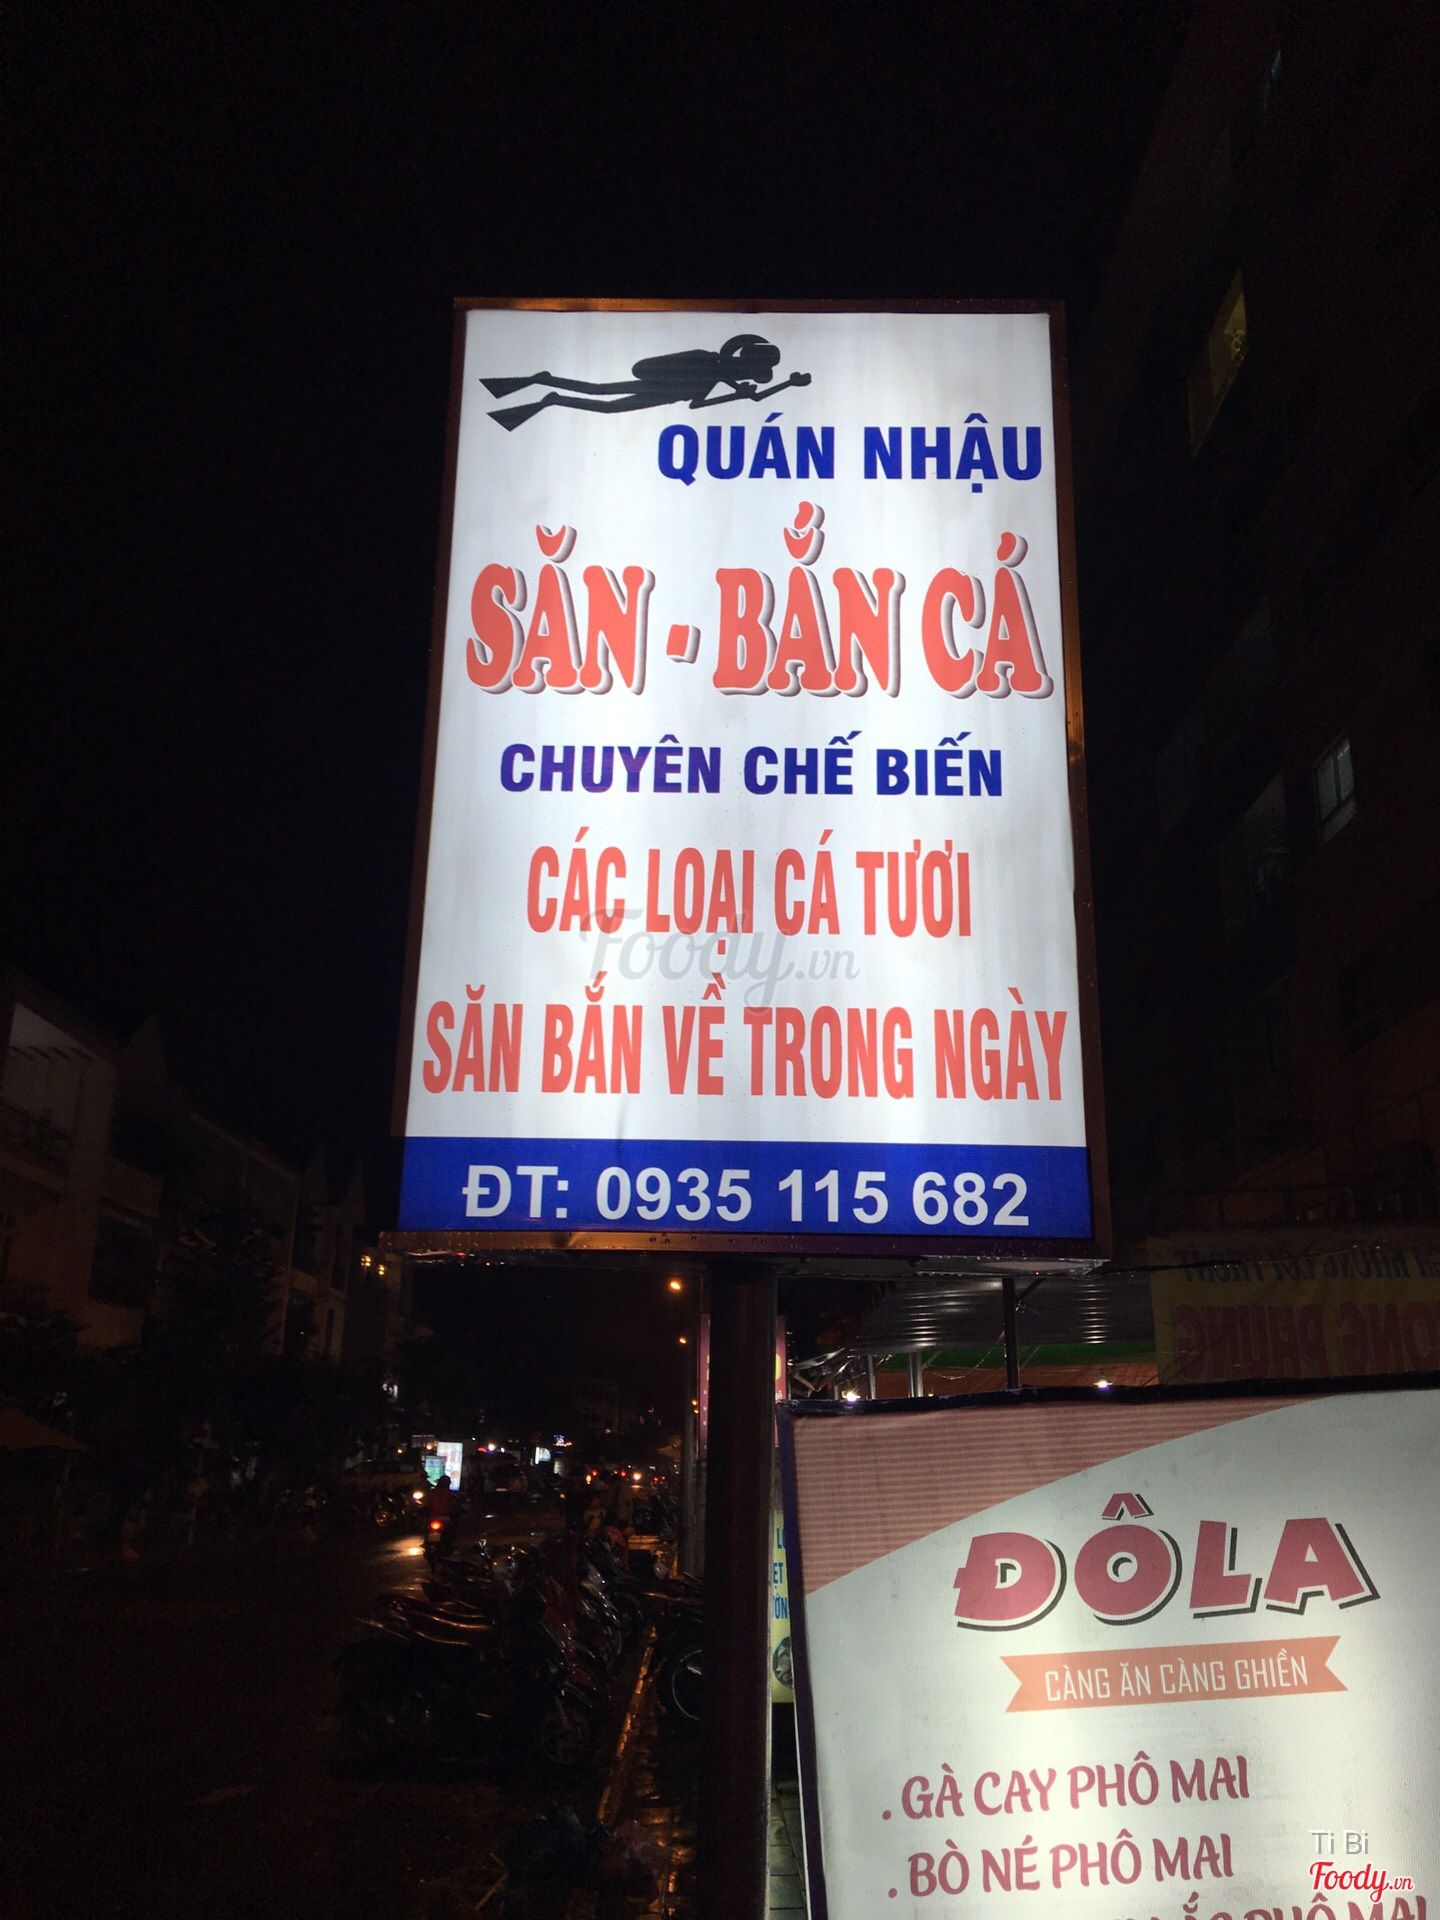 QUÁN NHẬU
SĂN - BẮN CÁ
CHUYÊN CHẾ BIẾN
CÁC LOẠI CÁ TƯƠI
Foody.vn
SĂN BẮN VỀ TRONG NGÀY
ĐT: 0935 115 682
ĐÔLA
CÀNG ĂN CÀNG GHIỀN
. GÀ CAY PHÔ MAI
. BÒ NÉ PHÔ MAI
PHÔ MAI
Ti Bi
Foody.vn